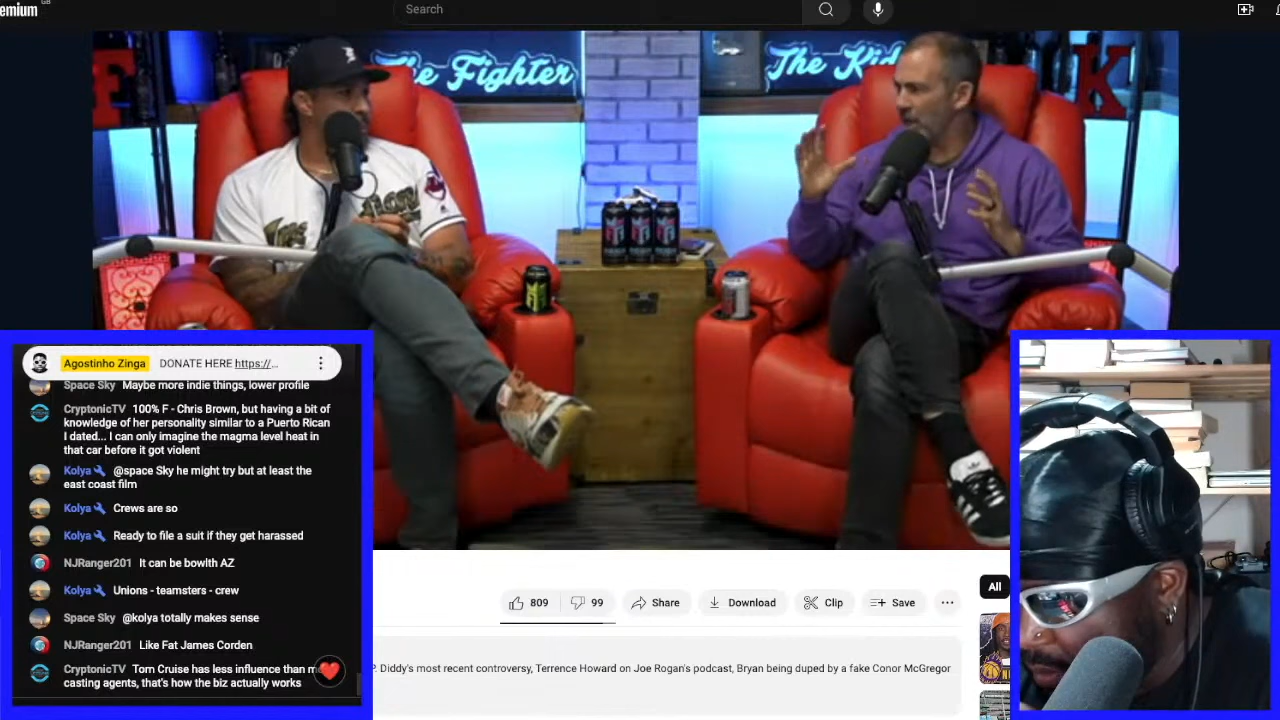 emium
GB
Search
The Fighter
The Kid
F
K
Agostinho Zinga DONATE HERE https://...
Space Sky Maybe more indie things, lower profile
CryptonicTV 100% F - Chris Brown, but having a bit of
knowledge of her personality similar to a Puerto Rican
I dated... I can only imagine the magma level heat in
that car before it got violent
Kolya @space Sky he might try but at least the
east coast film
Kolya Crews are so
Kolya Ready to file a suit if they get harassed
NJRanger201 It can be bowlth AZ
Kolya Unions - teamsters - crew
Space Sky @kolya totally makes sense
NJRanger201 Like Fat James Corden
CryptonicTV Tom Cruise has less influence than m
casting agents, that's how the biz actually works
809
99
Share
Download
Clip
Save
All
P. Diddy's most recent controversy, Terrence Howard on Joe Rogan's podcast, Bryan being duped by a fake Conor McGregor